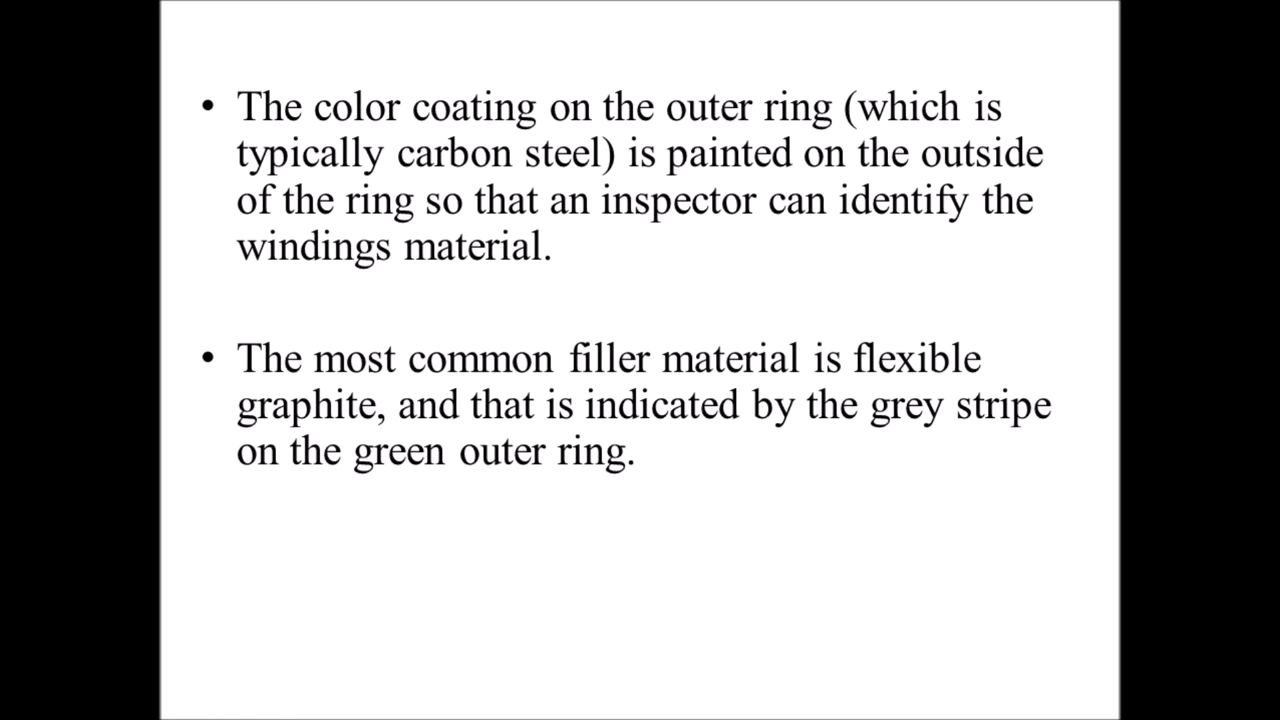 • The color coating on the outer ring (which is
typically carbon steel) is painted on the outside
of the ring so that an inspector can identify the
windings material.
• The most common filler material is flexible
graphite, and that is indicated by the grey stripe
on the green outer ring.